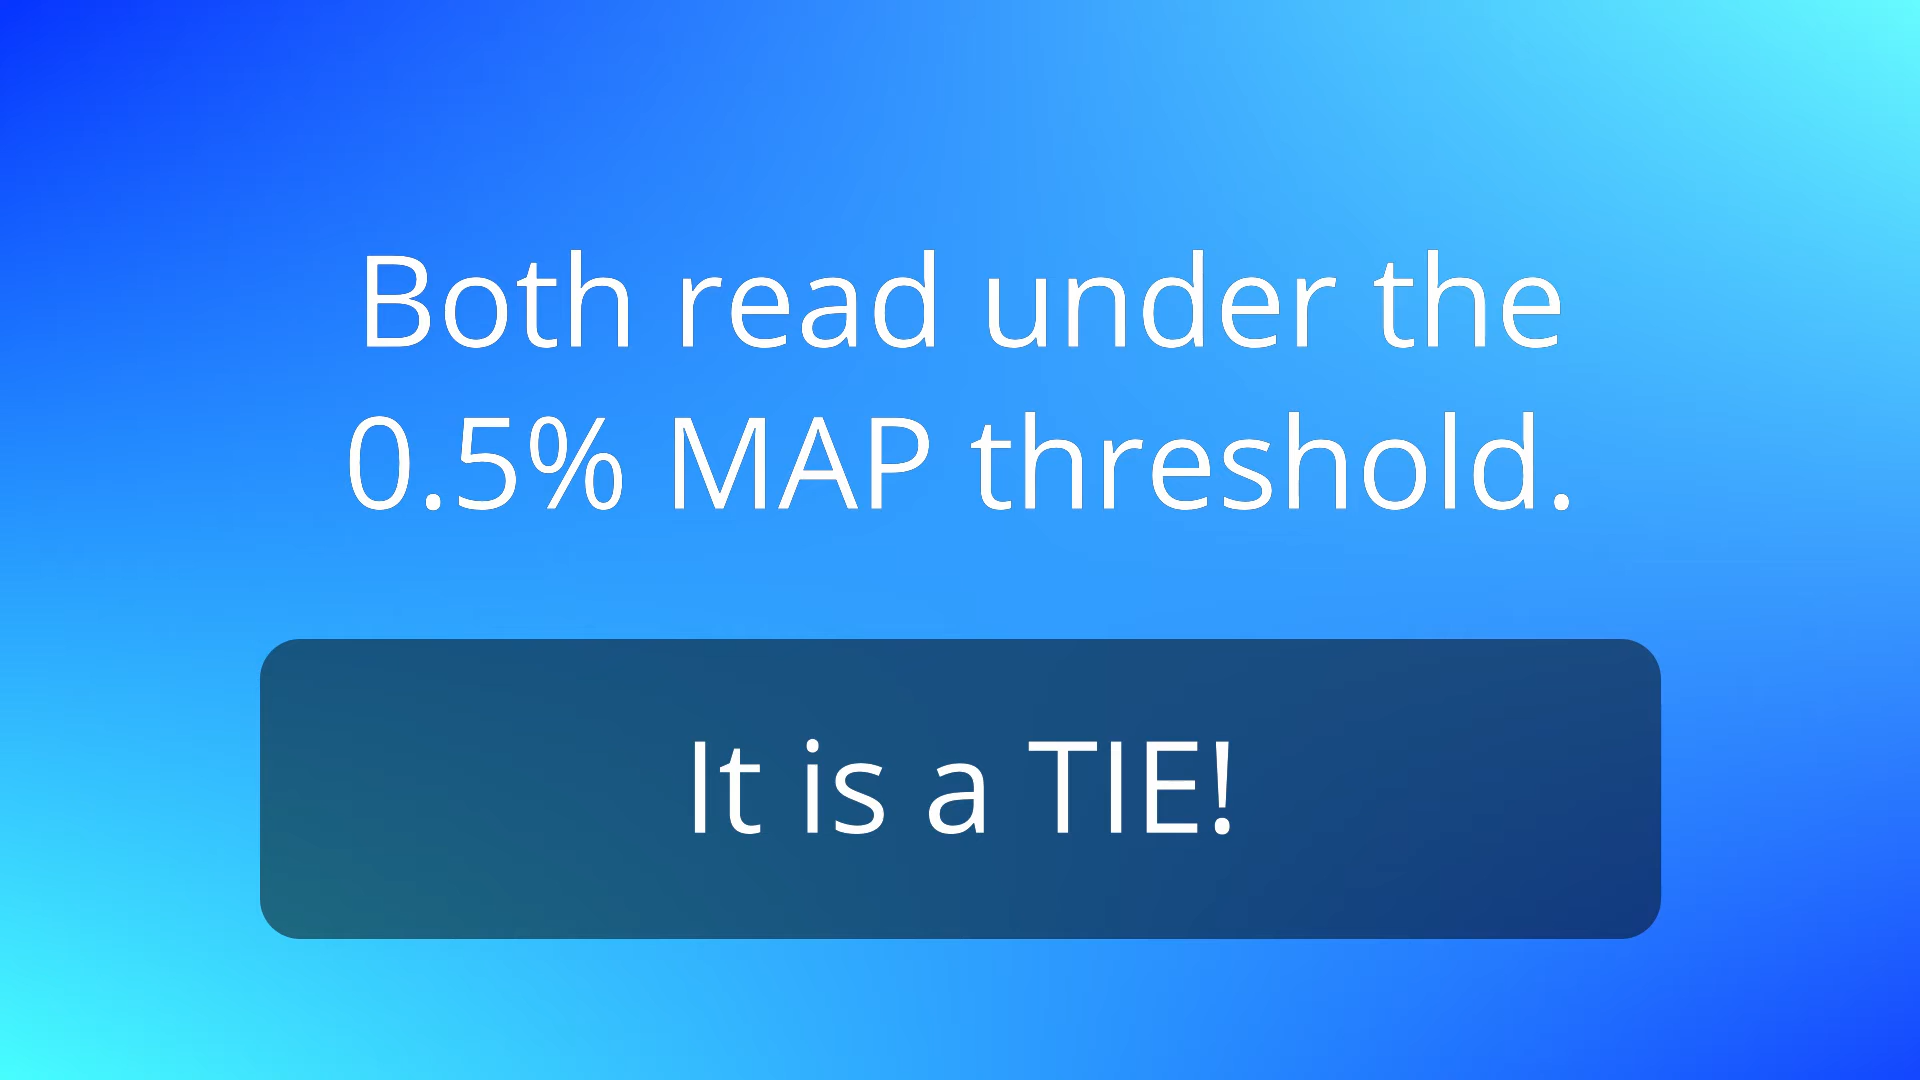 Both read under the
0.5% MAP threshold.
It is a TIE!